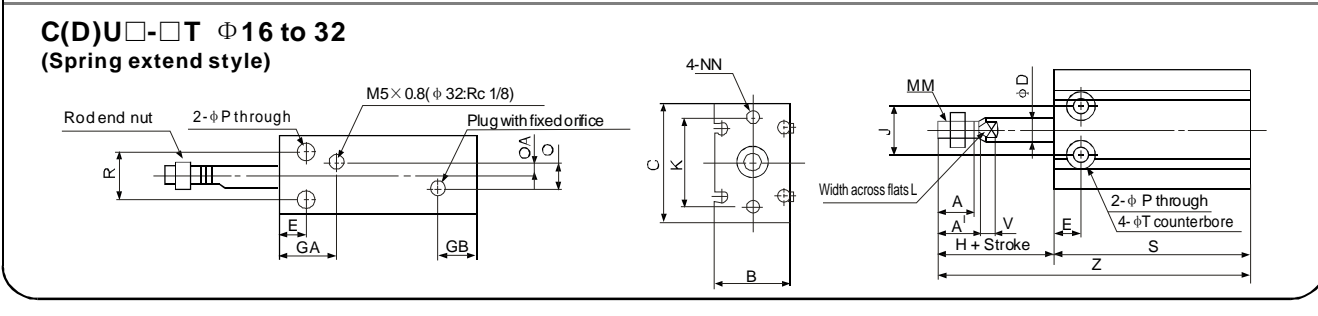 C(D)U□-□T Φ16 to 32
(Spring extend style)
Rod end nut
2-φP through
M5×0.8(φ32:Rc 1/8)
Plug with fixed orifice
R
E
GA
GB
OA
O
4-NN
C
K
B
MM
φD
J
Width across flats L
A
A'
V
H + Stroke
Z
E
S
2-φ P through
4-φT counterbore